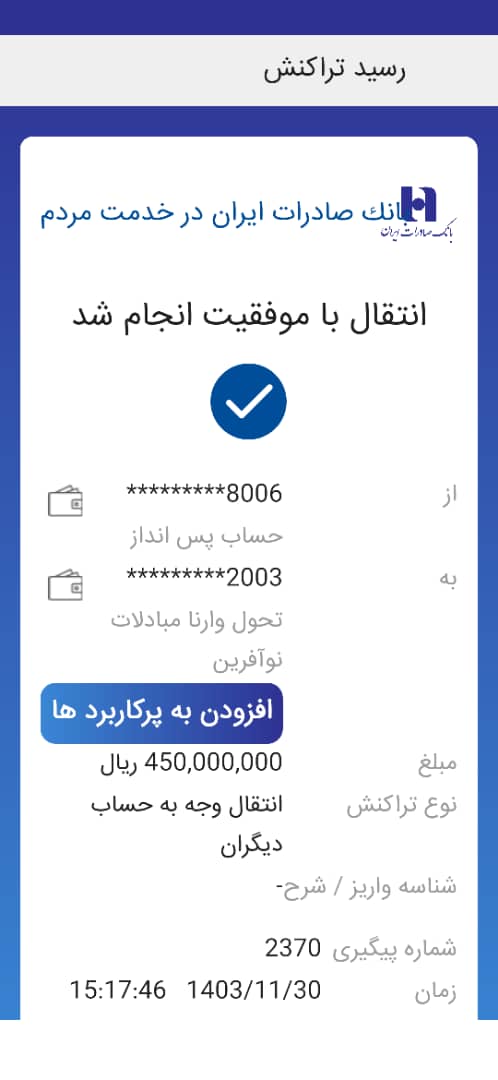 رسید تراکنش
بانك صادرات ایران در خدمت مردم
بانک صادرات ایران
انتقال با موفقیت انجام شد
از *********8006
حساب پس انداز
به *********2003
تحول وارنا مبادلات
نوآفرین
افزودن به پرکاربرد ها
مبلغ 450,000,000 ریال
نوع تراکنش انتقال وجه به حساب
دیگران
شناسه واریز / شرح-
شماره پیگیری 2370
زمان 1403/11/30 15:17:46